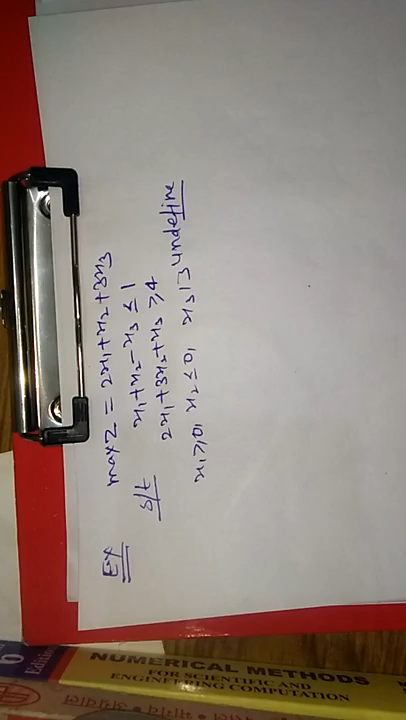 Ex max Z = 2x₁+x₂+3x₃
s/t x₁+x₂-x₃ ≤ 1
2x₁+3x₂+x₃ ≥ 4
x₁≥0, x₂≤0, x₃ is undefine
Edition
NUMERICAL METHODS
FOR SCIENTIFIC AND
ENGINEERING COMPUTATION